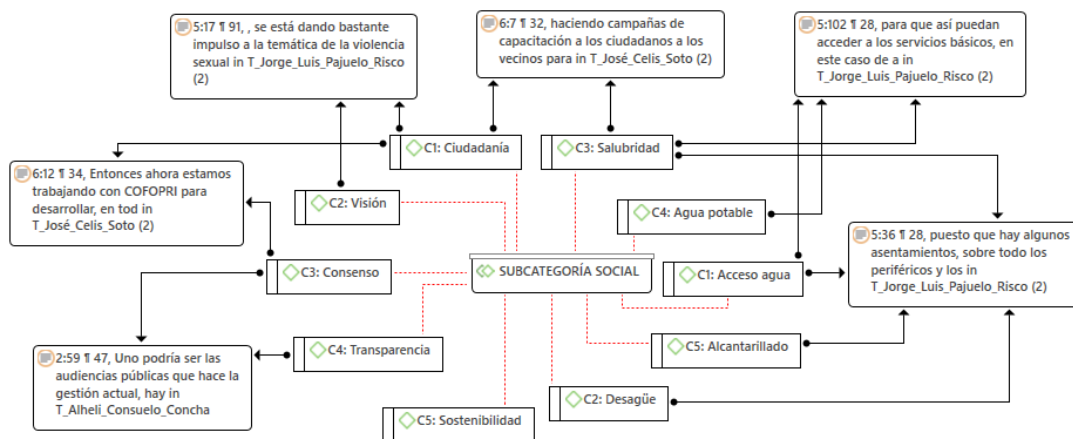 5:17 ¶ 91, , se está dando bastante
impulso a la temática de la violencia
sexual in T_Jorge_Luis_Pajuelo_Risco
(2)
6:7 ¶ 32, haciendo campañas de
capacitación a los ciudadanos a los
vecinos para in T_José_Celis_Soto (2)
5:102 ¶ 28, para que así puedan
acceder a los servicios básicos, en
este caso de a in
T_Jorge_Luis_Pajuelo_Risco (2)
C1: Ciudadanía
C3: Salubridad
6:12 ¶ 34, Entonces ahora estamos
trabajando con COFOPRI para
desarrollar, en tod in
T_José_Celis_Soto (2)
C2: Visión
C4: Agua potable
5:36 ¶ 28, puesto que hay algunos
asentamientos, sobre todo los
periféricos y los in
T_Jorge_Luis_Pajuelo_Risco (2)
C3: Consenso
SUBCATEGORÍA SOCIAL
C1: Acceso agua
C4: Transparencia
C5: Alcantarillado
2:59 ¶ 47, Uno podría ser las
audiencias públicas que hace la
gestión actual, hay in
T_Alheli_Consuelo_Concha
C5: Sostenibilidad
C2: Desagüe